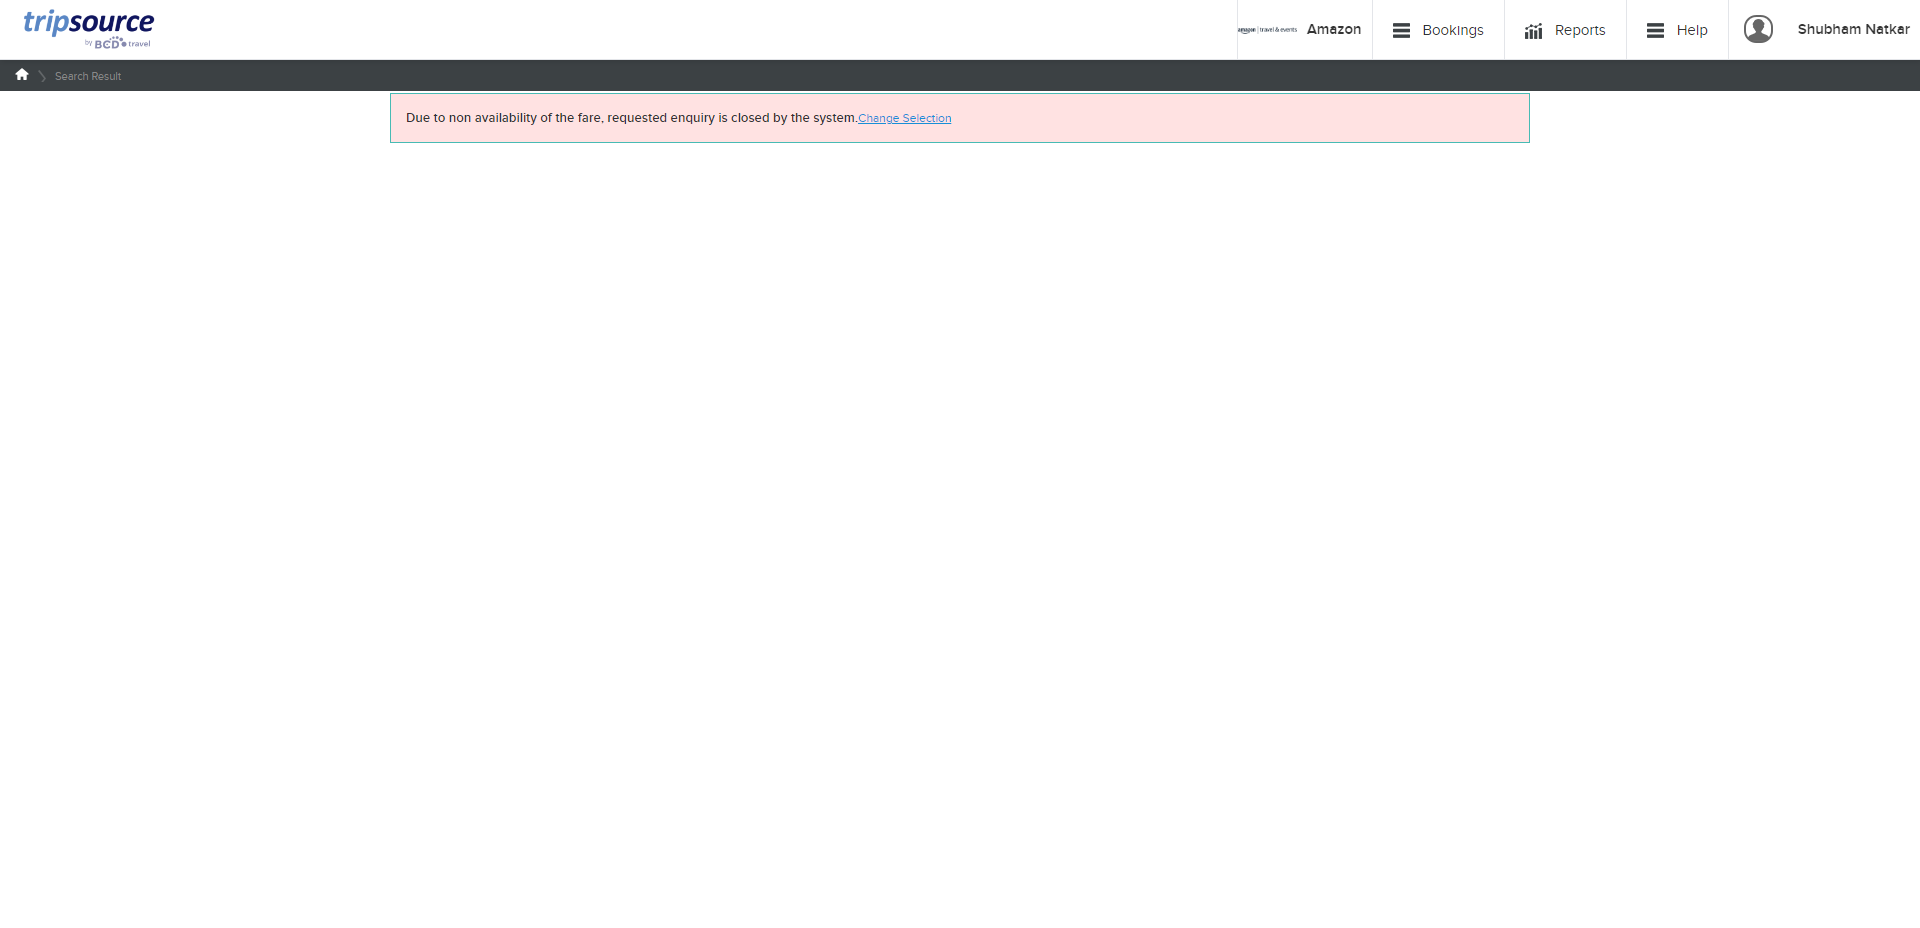 tripsource
by BCD travel
amazon | travel & events
Amazon
Bookings
Reports
Help
Shubham Natkar
Search Result
Due to non availability of the fare, requested enquiry is closed by the system.Change Selection